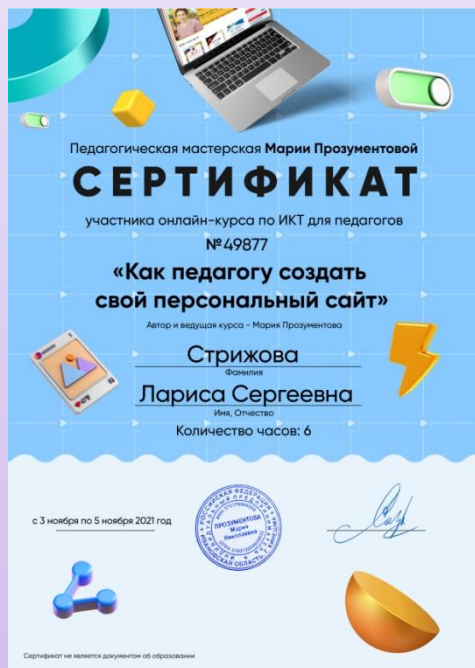 Педагогическая мастерская Марии Прозументовой
СЕРТИФИКАТ
участника онлайн-курса по ИКТ для педагогов
№49877
«Как педагогу создать
свой персональный сайт»
Автор и ведущая курса - Мария Прозументова
Стрижова
Фамилия
Лариса Сергеевна
Имя, Отчество
Количество часов: 6
с 3 ноября по 5 ноября 2021 год
РОССИЙСКАЯ ФЕДЕРАЦИЯ
ПРОЗУМЕНТОВА
Мария
Николаевна
Сертификат не является документом об образовании